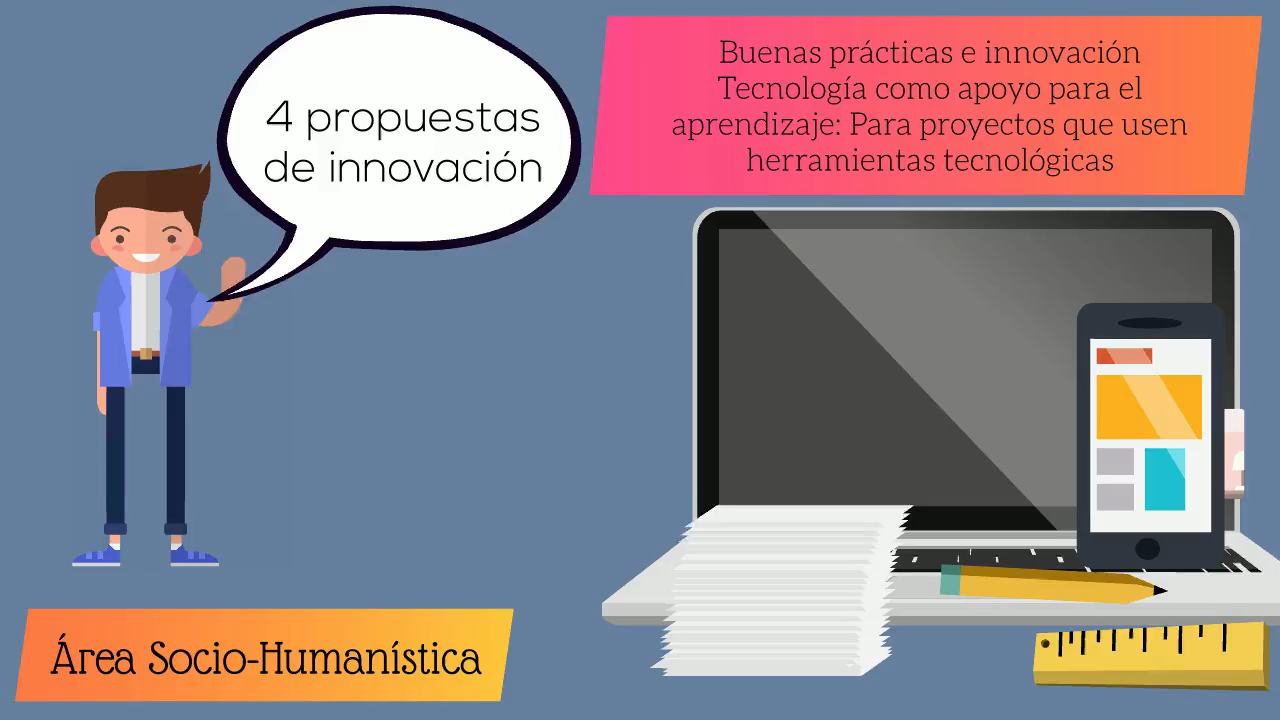 4 propuestas
de innovación
Buenas prácticas e innovación
Tecnología como apoyo para el
aprendizaje: Para proyectos que usen
herramientas tecnológicas
Área Socio-Humanística